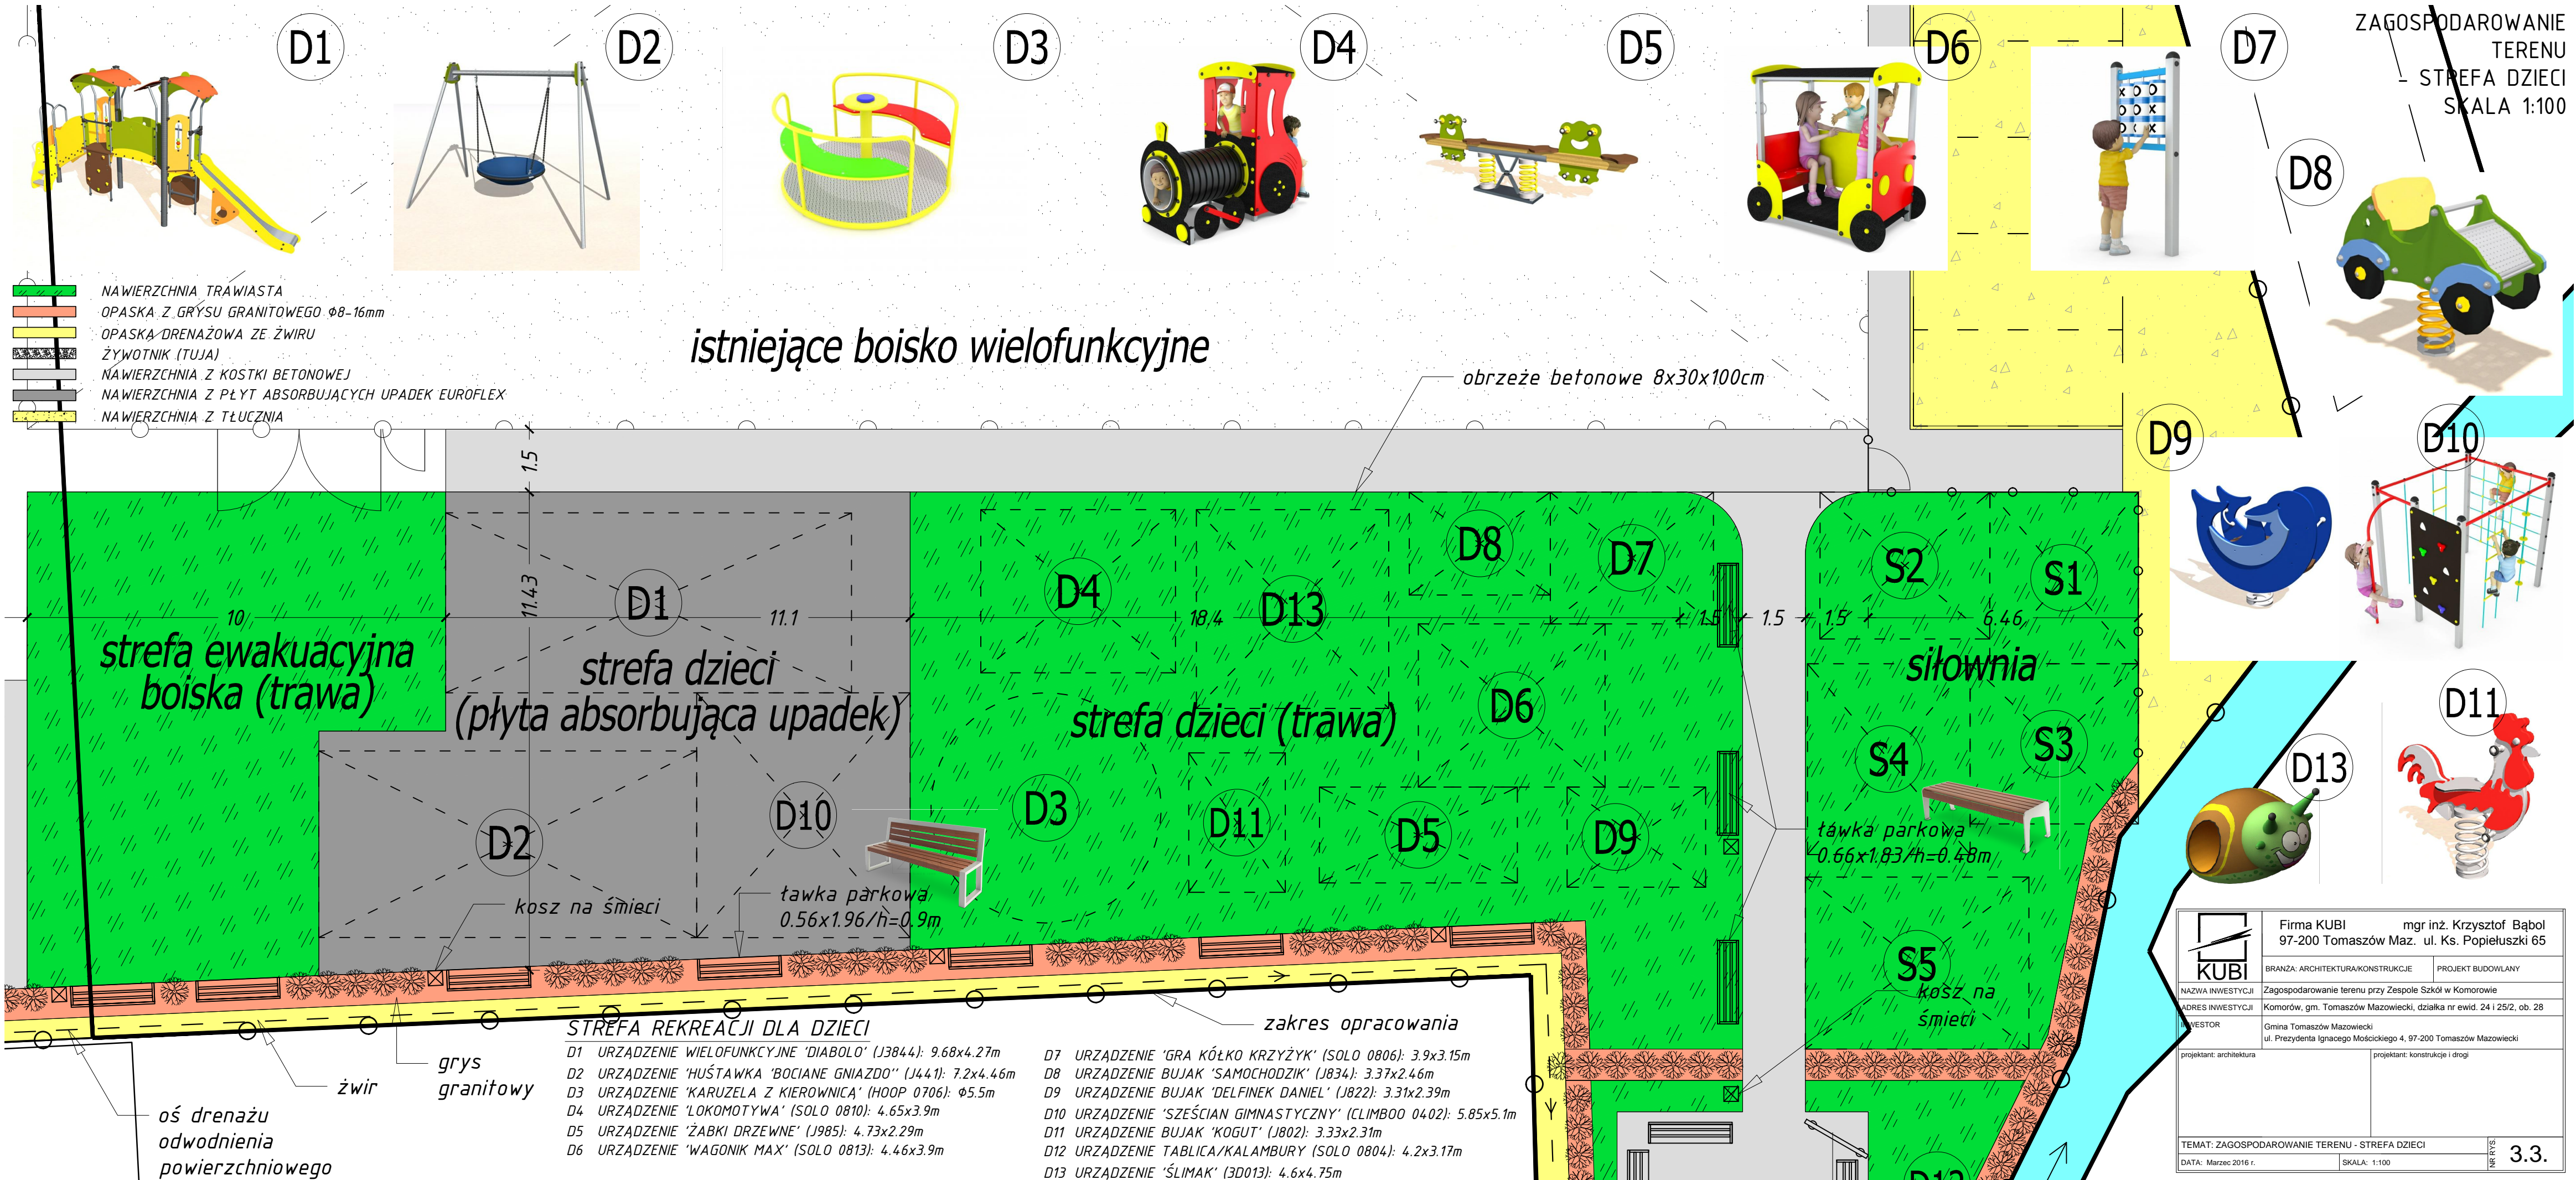 D1
D2
D3
D4
D5
D6
D7
ZAGOSPODAROWANIE
TERENU
- STREFA DZIECI
SKALA 1:100
D8
NAWIERZCHNIA TRAWIASTA
OPASKA Z GRYSU GRANITOWEGO Φ8-16mm
OPASKA DRENAŻOWA ZE ŻWIRU
ŻYWOTNIK (TUJA)
NAWIERZCHNIA Z KOSTKI BETONOWEJ
NAWIERZCHNIA Z PŁYT ABSORBUJĄCYCH UPADEK EUROFLEX
NAWIERZCHNIA Z TŁUCZNIA
istniejące boisko wielofunkcyjne
obrzeże betonowe 8x30x100cm
D9
D10
1.5
11.43
D1
D4
D13
D8
D7
S2
S1
10
11.1
18.4
1.5
1.5
1.5
6.46
strefa ewakuacyjna
boiska (trawa)
strefa dzieci
(płyta absorbująca upadek)
strefa dzieci (trawa)
D6
siłownia
D2
D10
D3
D11
D5
D9
S4
S3
D11
D13
ławka parkowa
0.66x1.83/h=0.48m
kosz na śmieci
ławka parkowa
0.56x1.96/h=0.9m
S5
kosz na
śmieci
zakres opracowania
grys
granitowy
żwir
oś drenażu
odwodnienia
powierzchniowego
STREFA REKREACJI DLA DZIECI
D1 URZĄDZENIE WIELOFUNKCYJNE 'DIABOLO' (J3844): 9.68x4.27m
D2 URZĄDZENIE 'HUŚTAWKA 'BOCIANE GNIAZDO'' (J441): 7.2x4.46m
D3 URZĄDZENIE 'KARUZELA Z KIEROWNICĄ' (HOOP 0706): Φ5.5m
D4 URZĄDZENIE 'LOKOMOTYWA' (SOLO 0810): 4.65x3.9m
D5 URZĄDZENIE 'ŻABKI DRZEWNE' (J985): 4.73x2.29m
D6 URZĄDZENIE 'WAGONIK MAX' (SOLO 0813): 4.46x3.9m
D7 URZĄDZENIE 'GRA KÓŁKO KRZYŻYK' (SOLO 0806): 3.9x3.15m
D8 URZĄDZENIE BUJAK 'SAMOCHODZIK' (J834): 3.37x2.46m
D9 URZĄDZENIE BUJAK 'DELFINEK DANIEL' (J822): 3.31x2.39m
D10 URZĄDZENIE 'SZEŚCIAN GIMNASTYCZNY' (CLIMBOO 0402): 5.85x5.1m
D11 URZĄDZENIE BUJAK 'KOGUT' (J802): 3.33x2.31m
D12 URZĄDZENIE TABLICA/KALAMBURY (SOLO 0804): 4.2x3.17m
D13 URZĄDZENIE 'ŚLIMAK' (3D013): 4.6x4.75m
D12
KUBI
Firma KUBI mgr inż. Krzysztof Bąbol
97-200 Tomaszów Maz. ul. Ks. Popiełuszki 65
BRANŻA: ARCHITEKTURA/KONSTRUKCJE PROJEKT BUDOWLANY
NAZWA INWESTYCJI Zagospodarowanie terenu przy Zespole Szkół w Komorowie
ADRES INWESTYCJI Komorów, gm. Tomaszów Mazowiecki, działka nr ewid. 24 i 25/2, ob. 28
INWESTOR Gmina Tomaszów Mazowiecki
ul. Prezydenta Ignacego Mościckiego 4, 97-200 Tomaszów Mazowiecki
projektant: architektura projektant: konstrukcje i drogi
TEMAT: ZAGOSPODAROWANIE TERENU - STREFA DZIECI
DATA: Marzec 2016 r. SKALA: 1:100
NR RYS. 3.3.